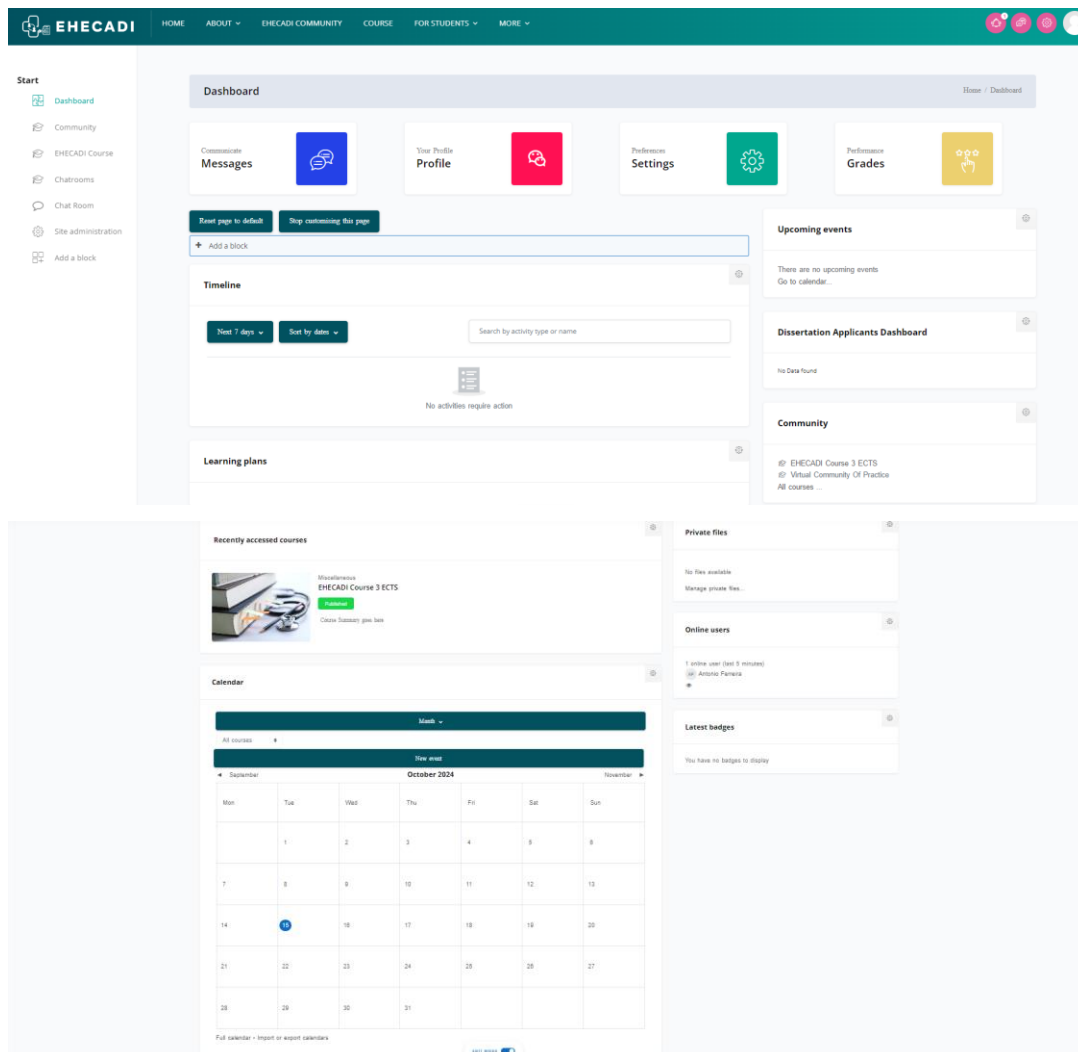 EHECADI
HOME ABOUT EHECADI COMMUNITY COURSE FOR STUDENTS MORE
Start
Dashboard
Community
EHECADI Course
Chatrooms
Chat Room
Site administration
Add a block
Dashboard
Home / Dashboard
Communicate
Messages
Your Profile
Profile
Preferences
Settings
Performance
Grades
Reset page to default Stop customising this page
+ Add a block
Timeline
Next 7 days Sort by dates Search by activity type or name
No activities require action
Learning plans
Upcoming events
There are no upcoming events
Go to calendar...
Dissertation Applicants Dashboard
No Data found
Community
EHECADI Course 3 ECTS
Virtual Community Of Practice
All courses ...
Recently accessed courses
Miscellaneous
EHECADI Course 3 ECTS
Published
Course Summary goes here
Calendar
Month
All courses
New event
◄ September October 2024 November ►
Mon Tue Wed Thu Fri Sat Sun
1 2 3 4 5 6
7 8 9 10 11 12 13
14 15 16 17 18 19 20
21 22 23 24 25 26 27
28 29 30 31
Full calendar • Import or export calendars
Private files
No files available
Manage private files...
Online users
1 online user (last 5 minutes)
Antonio Ferreira
Latest badges
You have no badges to display